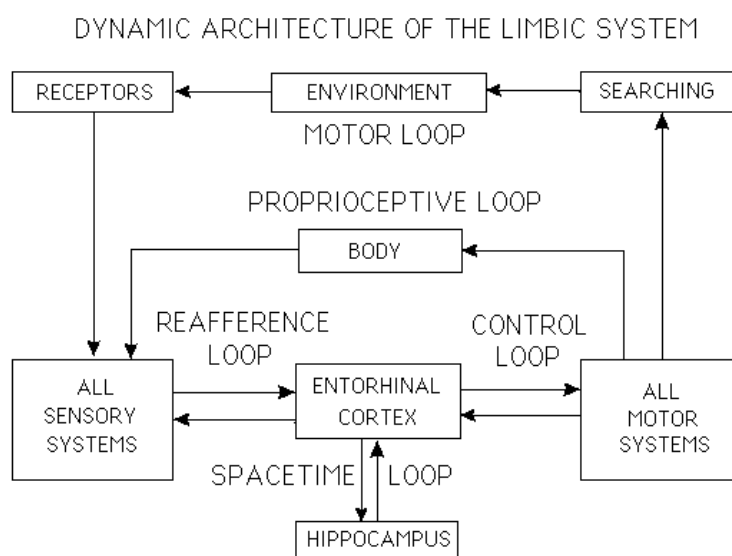 DYNAMIC ARCHITECTURE OF THE LIMBIC SYSTEM
RECEPTORS
ENVIRONMENT
SEARCHING
MOTOR LOOP
PROPRIOCEPTIVE LOOP
BODY
REAFFERENCE
LOOP
CONTROL
LOOP
ALL
SENSORY
SYSTEMS
ENTORHINAL
CORTEX
ALL
MOTOR
SYSTEMS
SPACETIME LOOP
HIPPOCAMPUS